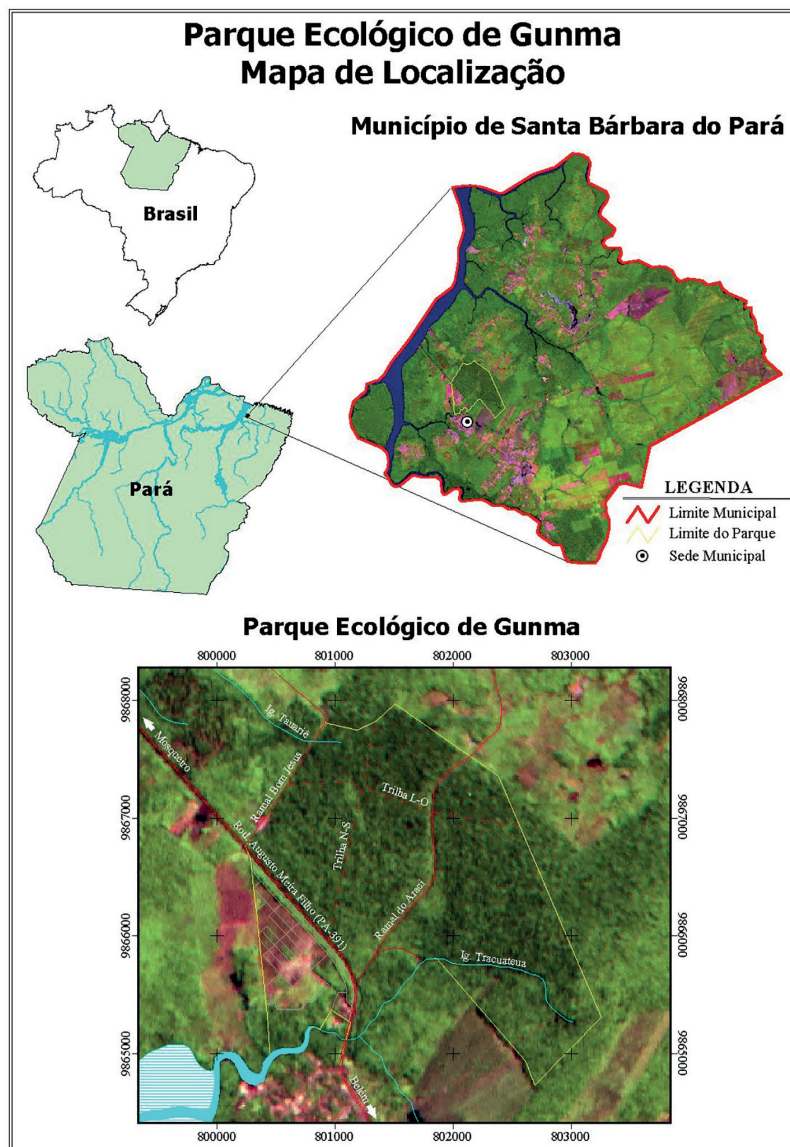 Parque Ecológico de Gunma
Mapa de Localização
Município de Santa Bárbara do Pará
Brasil
Pará
LEGENDA
Limite Municipal
Limite do Parque
Sede Municipal
Parque Ecológico de Gunma
800000 801000 802000 803000
9868000 9868000
Ig. Tauariê
Mosqueiro
Ramal Bom Jesus
Trilha L-O
9867000 9867000
Trilha N-S
Rod. Augusto Meira Filho (PA-391)
Ramal do Araci
9866000 9866000
Ig. Tracuateua
9865000 9865000
Belém
800000 801000 802000 803000